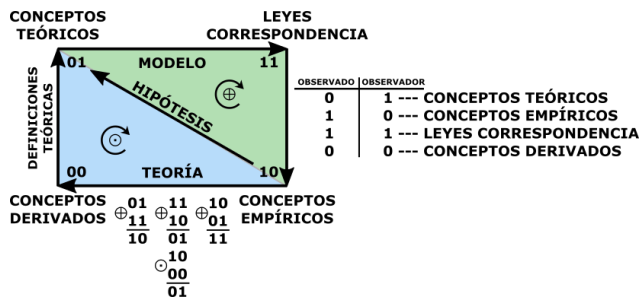 CONCEPTOS
TEÓRICOS
LEYES
CORRESPONDENCIA
01
MODELO
11
HIPÓTESIS
⊕
DEFINICIONES
TEÓRICAS
⊙
00
TEORÍA
10
CONCEPTOS
DERIVADOS
CONCEPTOS
EMPÍRICOS
⊕ 01 ⊕ 11 ⊕ 10
11 10 01
10 01 11
⊙ 10
00
01
OBSERVADO OBSERVADOR
0 1 --- CONCEPTOS TEÓRICOS
1 0 --- CONCEPTOS EMPÍRICOS
1 1 --- LEYES CORRESPONDENCIA
0 0 --- CONCEPTOS DERIVADOS